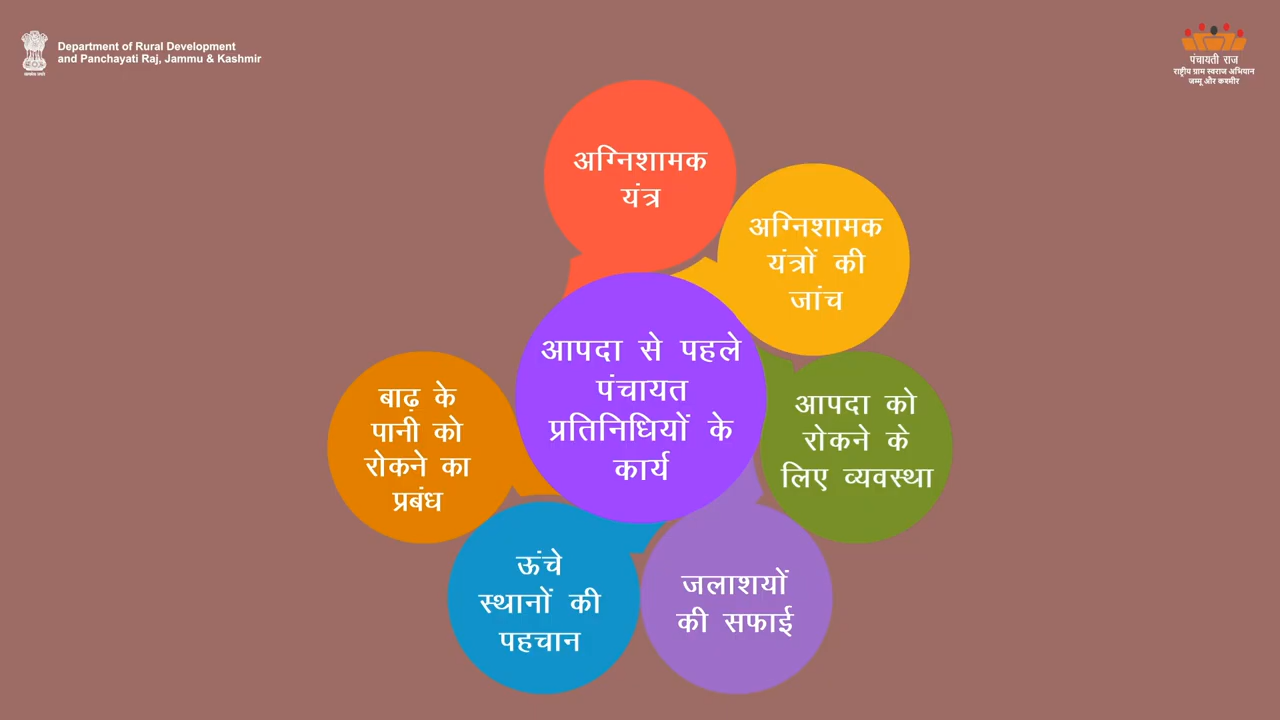 Department of Rural Development
and Panchayati Raj, Jammu & Kashmir
पंचायती राज
राष्ट्रीय ग्राम स्वराज अभियान
जम्मू और कश्मीर
अग्निशामक
यंत्र
अग्निशामक
यंत्रों की
जांच
आपदा से पहले
पंचायत
प्रतिनिधियों के
कार्य
आपदा को
रोकने के
लिए व्यवस्था
जलाशयों
की सफाई
ऊंचे
स्थानों की
पहचान
बाढ़ के
पानी को
रोकने का
प्रबंध